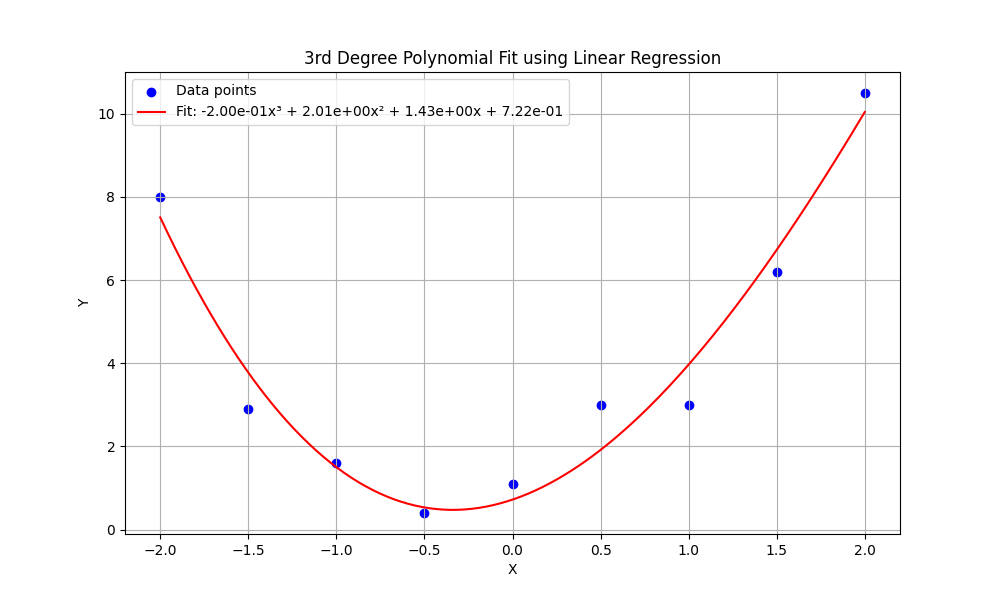 3rd Degree Polynomial Fit using Linear Regression
Data points
Fit: -2.00e-01x³ + 2.01e+00x² + 1.43e+00x + 7.22e-01
Y
10
8
6
4
2
0
−2.0 −1.5 −1.0 −0.5 0.0 0.5 1.0 1.5 2.0
X